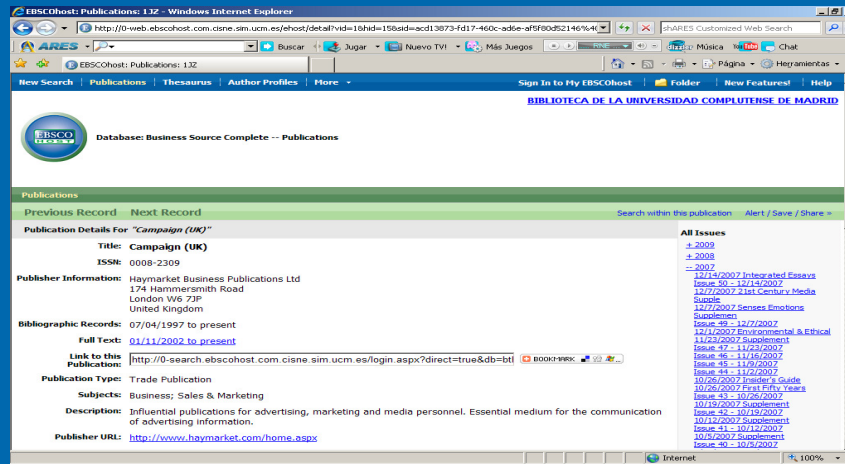 EBSCOhost: Publications: 1JZ - Windows Internet Explorer
http://0-web.ebscohost.com.cisne.sim.ucm.es/ehost/detail?vid=1&hid=15&sid=acd13873-fd17-460c-ad6e-af5f80d52146%4
shARES Customized Web Search
ARES
Buscar
Jugar
Nuevo TV!
Más Juegos
RNE
Música
Chat
EBSCOhost: Publications: 1JZ
Página
Herramientas
New Search | Publications | Thesaurus | Author Profiles | More
Sign In to My EBSCOhost | Folder | New Features! | Help
BIBLIOTECA DE LA UNIVERSIDAD COMPLUTENSE DE MADRID
EBSCO
HOST
Database: Business Source Complete -- Publications
Publications
Previous Record Next Record
Search within this publication Alert / Save / Share »
Publication Details For "Campaign (UK)"
Title: Campaign (UK)
ISSN: 0008-2309
Publisher Information: Haymarket Business Publications Ltd
174 Hammersmith Road
London W6 7JP
United Kingdom
Bibliographic Records: 07/04/1997 to present
Full Text: 01/11/2002 to present
Link to this
Publication:
http://0-search.ebscohost.com.cisne.sim.ucm.es/login.aspx?direct=true&db=bt
BOOKMARK
Publication Type: Trade Publication
Subjects: Business; Sales & Marketing
Description: Influential publications for advertising, marketing and media personnel. Essential medium for the communication
of advertising information.
Publisher URL: http://www.haymarket.com/home.aspx
All Issues
+ 2009
+ 2008
-- 2007
12/14/2007 Integrated Essays
Issue 50 - 12/14/2007
12/7/2007 21st Century Media
Supple
12/7/2007 Senses Emotions
Supplemen
Issue 49 - 12/7/2007
12/1/2007 Environmental & Ethical
11/23/2007 Supplement
Issue 47 - 11/23/2007
Issue 46 - 11/16/2007
Issue 45 - 11/9/2007
Issue 44 - 11/2/2007
10/26/2007 Insider's Guide
10/26/2007 First Fifty Years
Issue 43 - 10/26/2007
10/19/2007 Supplement
Issue 42 - 10/19/2007
10/12/2007 Supplement
Issue 41 - 10/12/2007
10/5/2007 Supplement
Issue 40 - 10/5/2007
Internet
100%